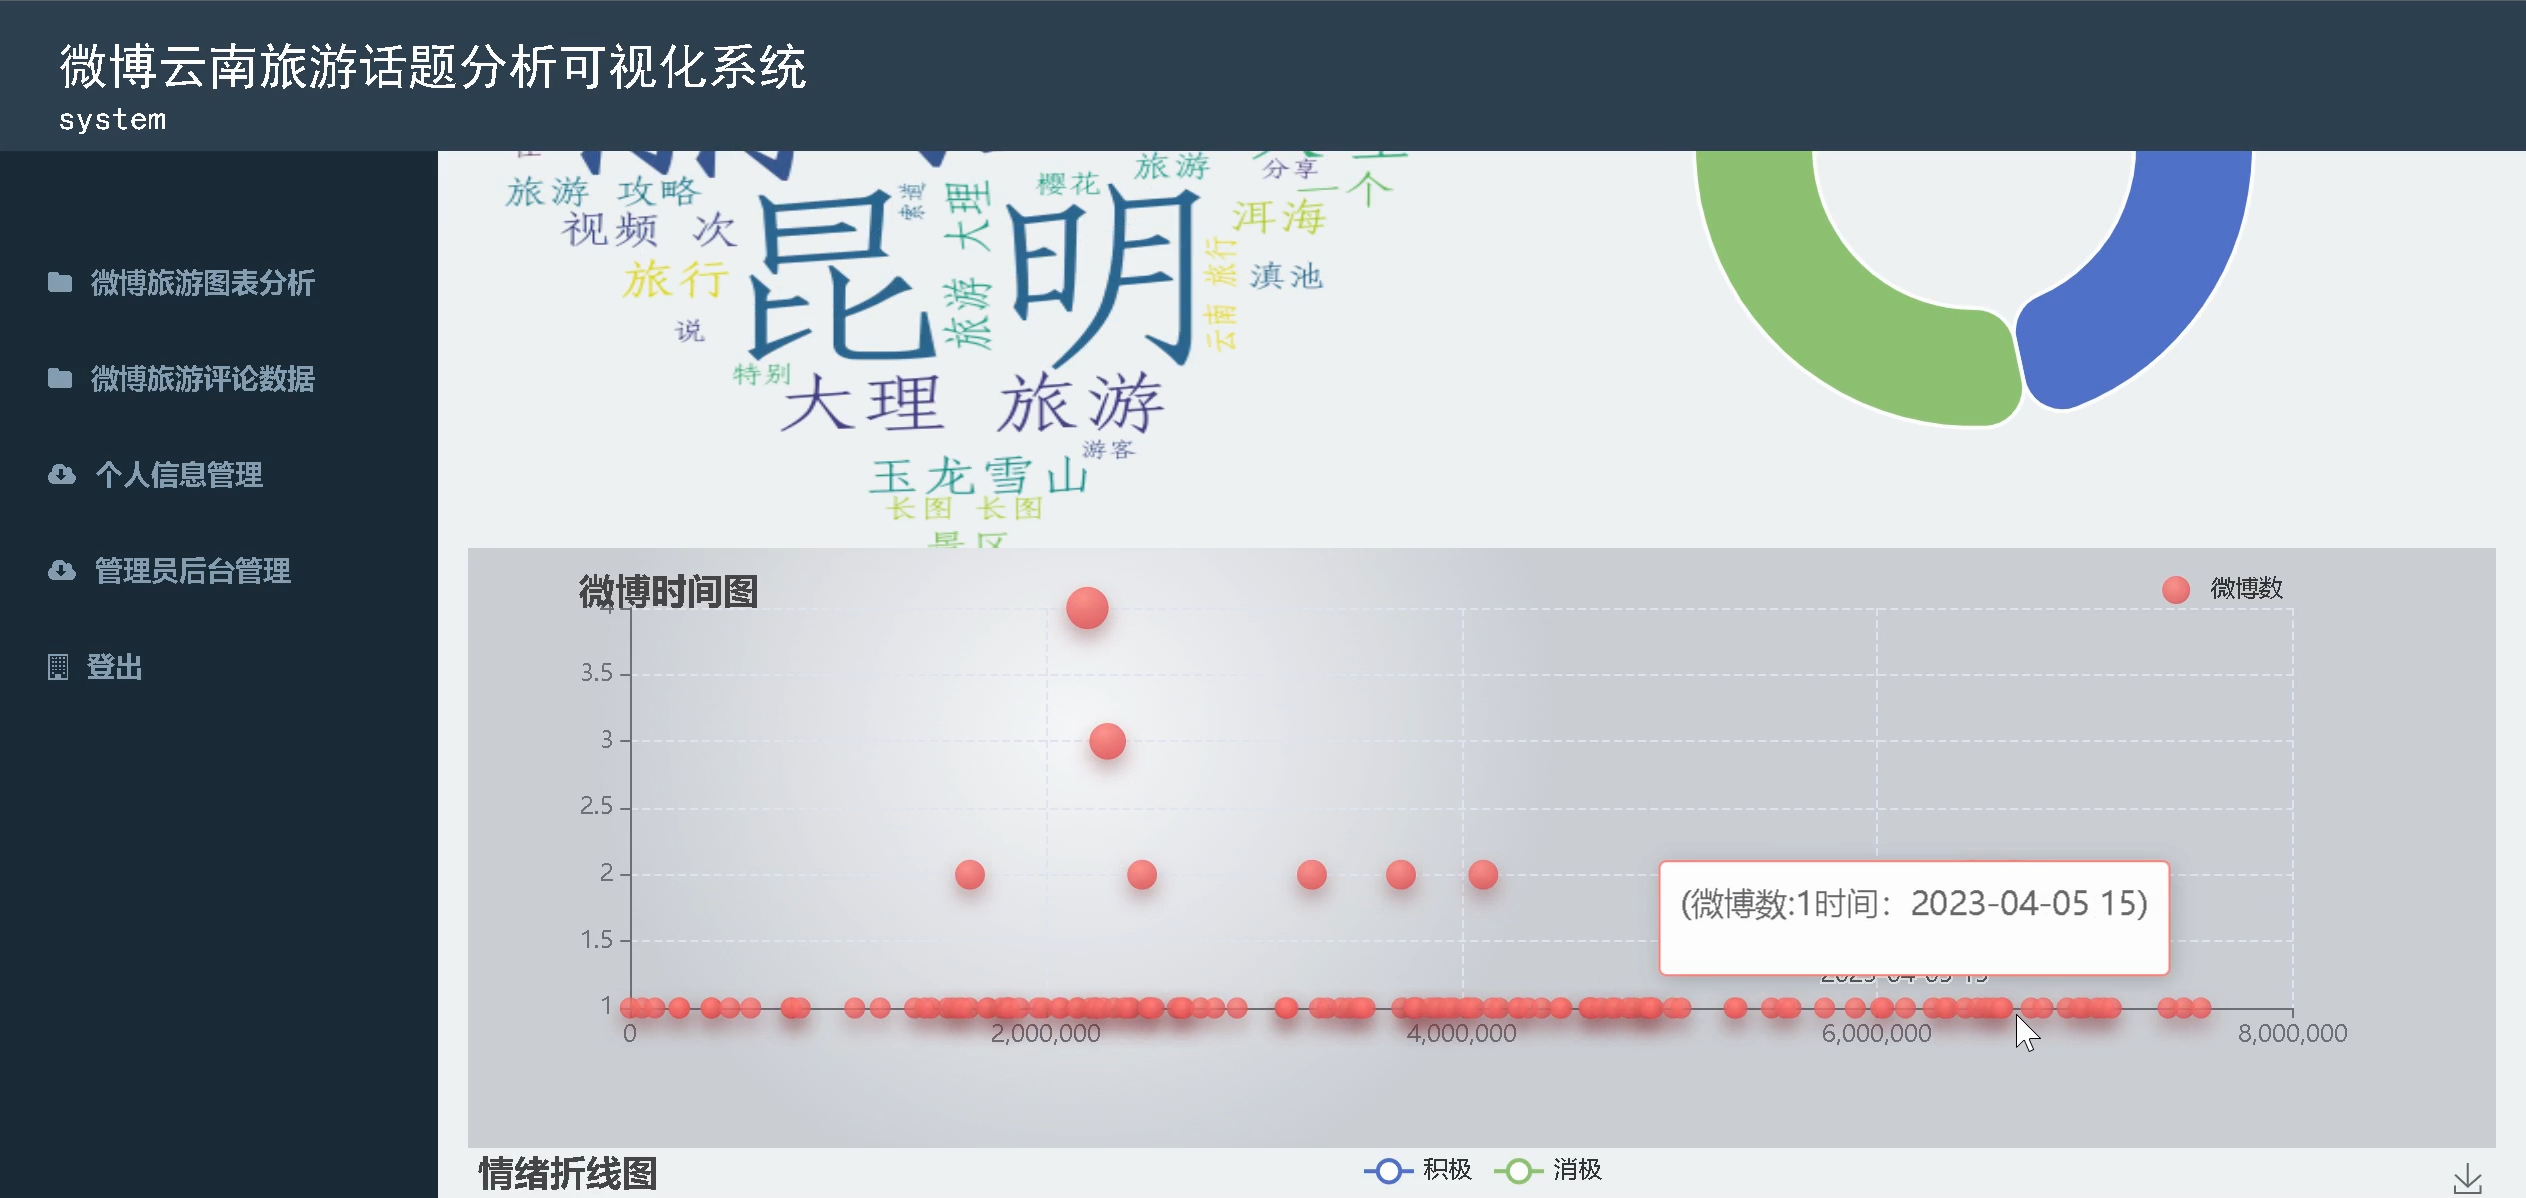 微博云南旅游话题分析可视化系统
system
微博旅游图表分析
微博旅游评论数据
个人信息管理
管理员后台管理
登出
旅游 攻略
视频 次
旅行
说
特别
昆明
索道
大理
旅游
樱花
旅游
分享
一个
洱海
云南 旅行
滇池
大理 旅游
游客
玉龙雪山
长图 长图
景区
微博时间图
微博数
4
3.5
3
2.5
2
1.5
1
(微博数:1时间：2023-04-05 15)
2023-04-05 15
0
2,000,000
4,000,000
6,000,000
8,000,000
情绪折线图
积极
消极